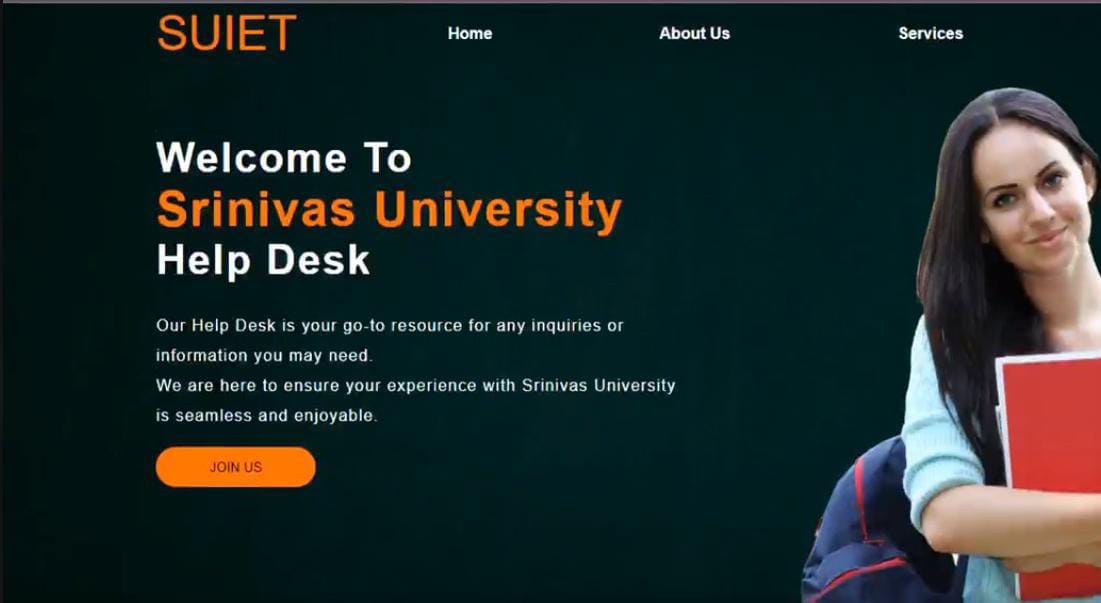 SUIET
Home
About Us
Services
Welcome To
Srinivas University
Help Desk
Our Help Desk is your go-to resource for any inquiries or
information you may need.
We are here to ensure your experience with Srinivas University
is seamless and enjoyable.
JOIN US